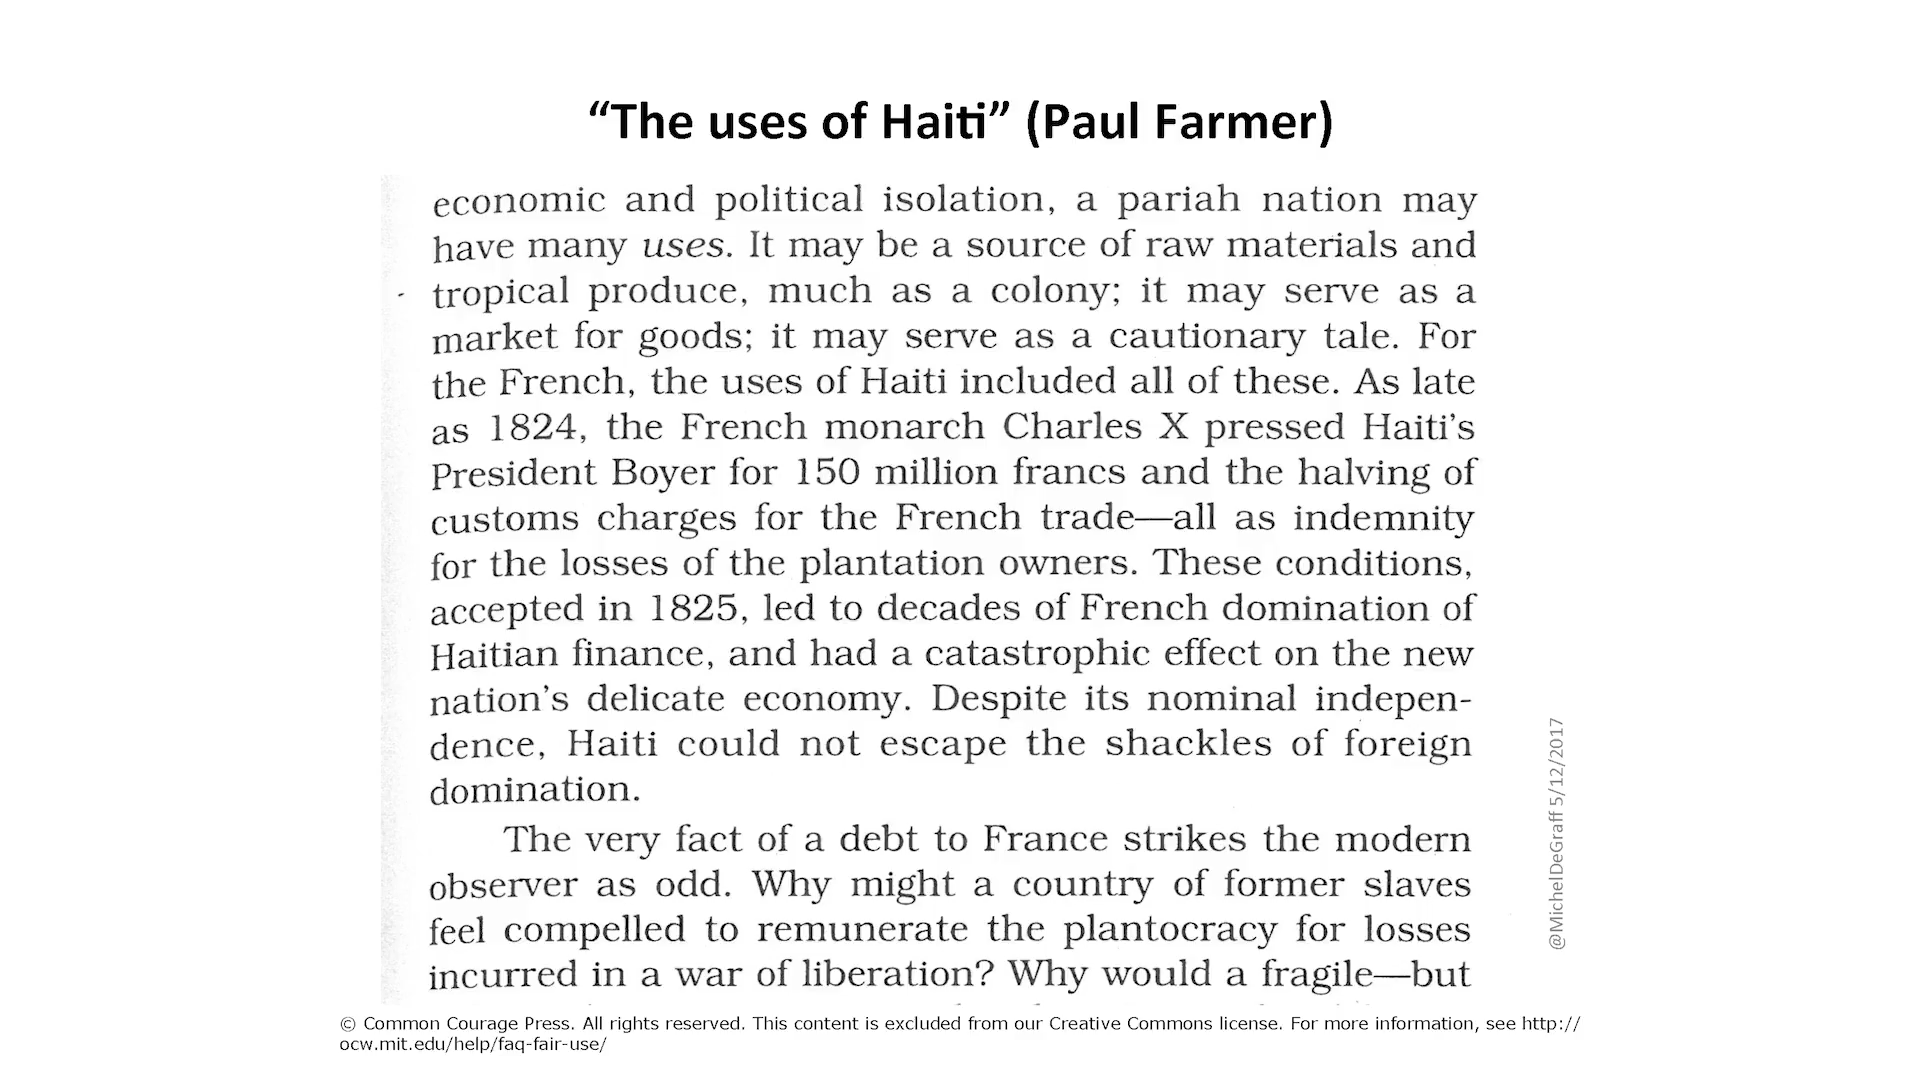 “The uses of Haiti” (Paul Farmer)
economic and political isolation, a pariah nation may
have many uses. It may be a source of raw materials and
tropical produce, much as a colony; it may serve as a
market for goods; it may serve as a cautionary tale. For
the French, the uses of Haiti included all of these. As late
as 1824, the French monarch Charles X pressed Haiti’s
President Boyer for 150 million francs and the halving of
customs charges for the French trade—all as indemnity
for the losses of the plantation owners. These conditions,
accepted in 1825, led to decades of French domination of
Haitian finance, and had a catastrophic effect on the new
nation’s delicate economy. Despite its nominal indepen-
dence, Haiti could not escape the shackles of foreign
domination.
The very fact of a debt to France strikes the modern
observer as odd. Why might a country of former slaves
feel compelled to remunerate the plantocracy for losses
incurred in a war of liberation? Why would a fragile—but
@MichelDeGraff 5/12/2017
© Common Courage Press. All rights reserved. This content is excluded from our Creative Commons license. For more information, see http://
ocw.mit.edu/help/faq-fair-use/